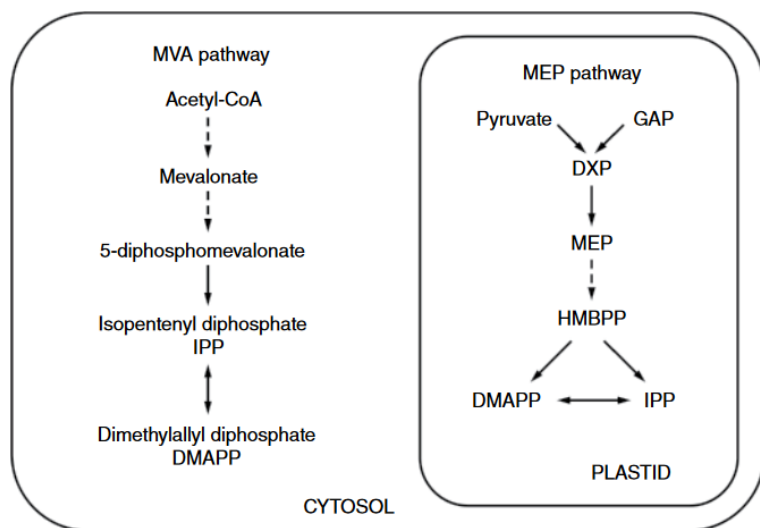 MVA pathway
Acetyl-CoA
Mevalonate
5-diphosphomevalonate
Isopentenyl diphosphate
IPP
Dimethylallyl diphosphate
DMAPP
CYTOSOL
MEP pathway
Pyruvate GAP
DXP
MEP
HMBPP
DMAPP IPP
PLASTID